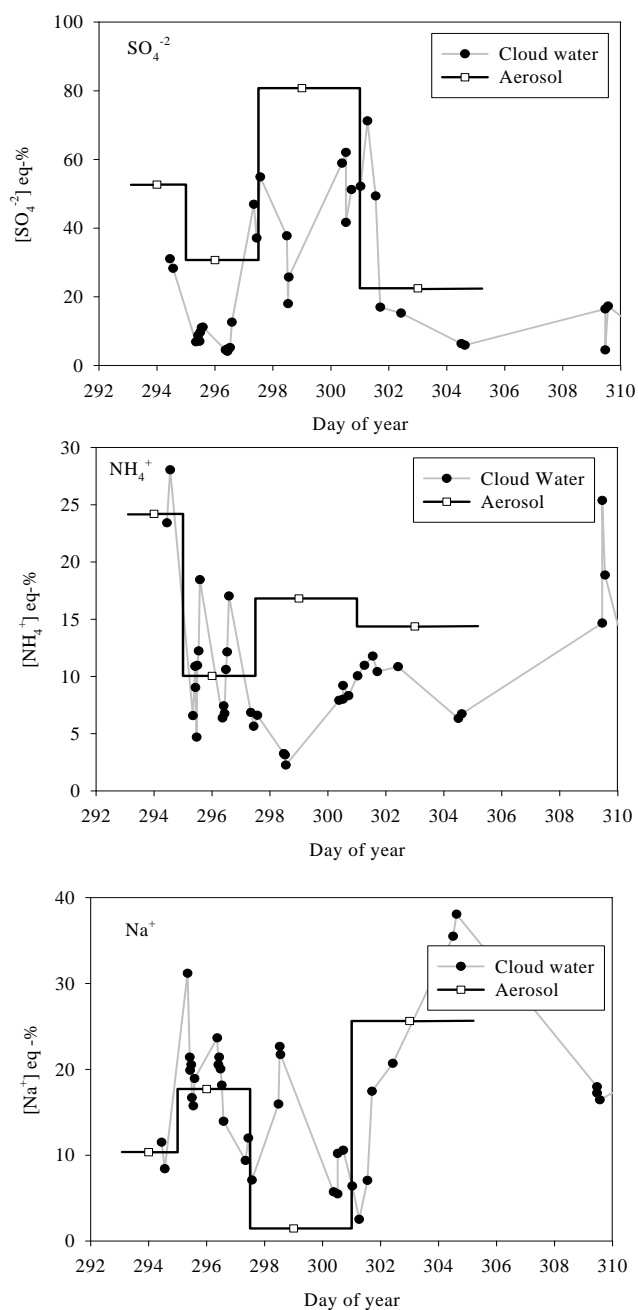 SO₄⁻²
Cloud water
Aerosol
[SO₄⁻²] eq-%
100
80
60
40
20
0
292 294 296 298 300 302 304 306 308 310
Day of year
NH₄⁺
Cloud Water
Aerosol
[NH₄⁺] eq-%
30
25
20
15
10
5
0
292 294 296 298 300 302 304 306 308 310
Day of year
Na⁺
Cloud water
Aerosol
[Na⁺] eq -%
40
30
20
10
0
292 294 296 298 300 302 304 306 308 310
Day of year